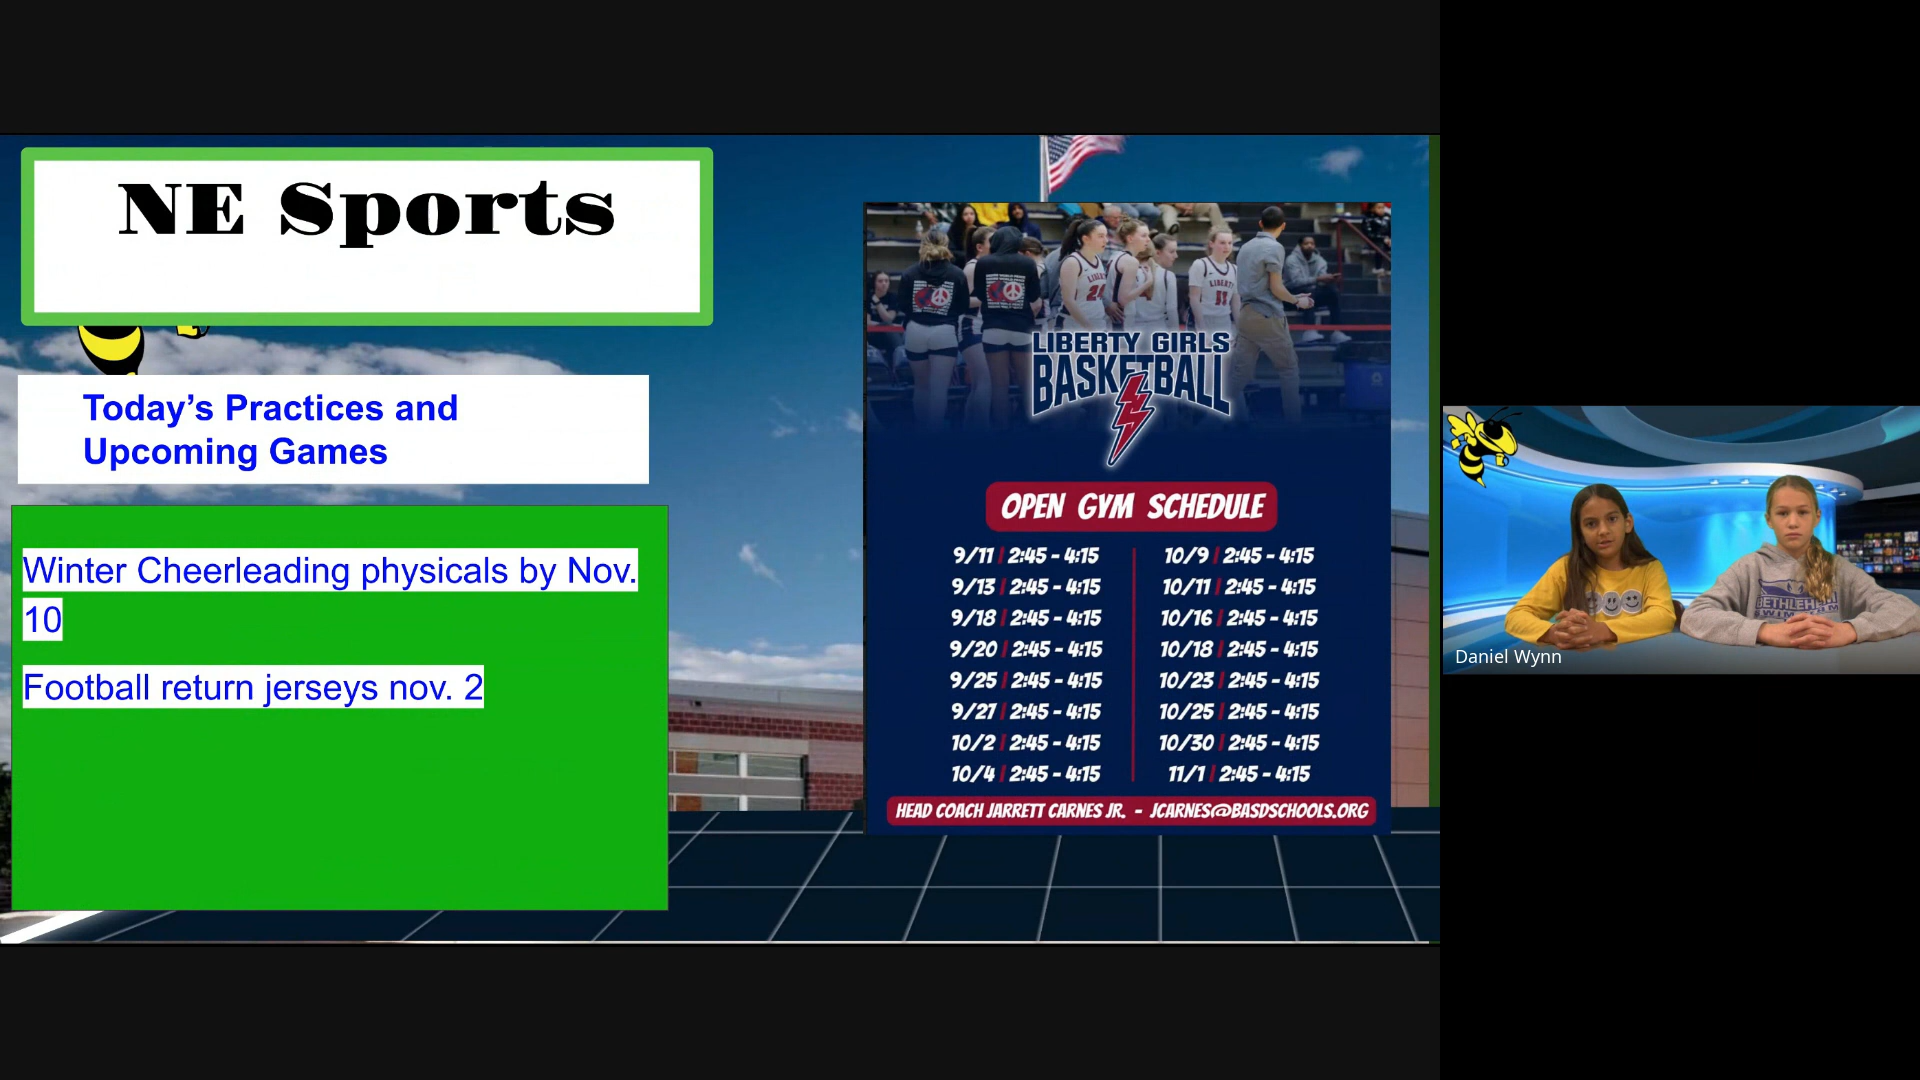 NE Sports
Today’s Practices and
Upcoming Games
Winter Cheerleading physicals by Nov.
10
Football return jerseys nov. 2
LIBERTY GIRLS
BASKETBALL
OPEN GYM SCHEDULE
9/11 | 2:45 - 4:15
9/13 | 2:45 - 4:15
9/18 | 2:45 - 4:15
9/20 | 2:45 - 4:15
9/25 | 2:45 - 4:15
9/27 | 2:45 - 4:15
10/2 | 2:45 - 4:15
10/4 | 2:45 - 4:15
10/9 | 2:45 - 4:15
10/11 | 2:45 - 4:15
10/16 | 2:45 - 4:15
10/18 | 2:45 - 4:15
10/23 | 2:45 - 4:15
10/25 | 2:45 - 4:15
10/30 | 2:45 - 4:15
11/1 | 2:45 - 4:15
HEAD COACH JARRETT CARNES JR. - JCARNES@BASDSCHOOLS.ORG
BETHLEHEM
SWIM TEAM
Daniel Wynn